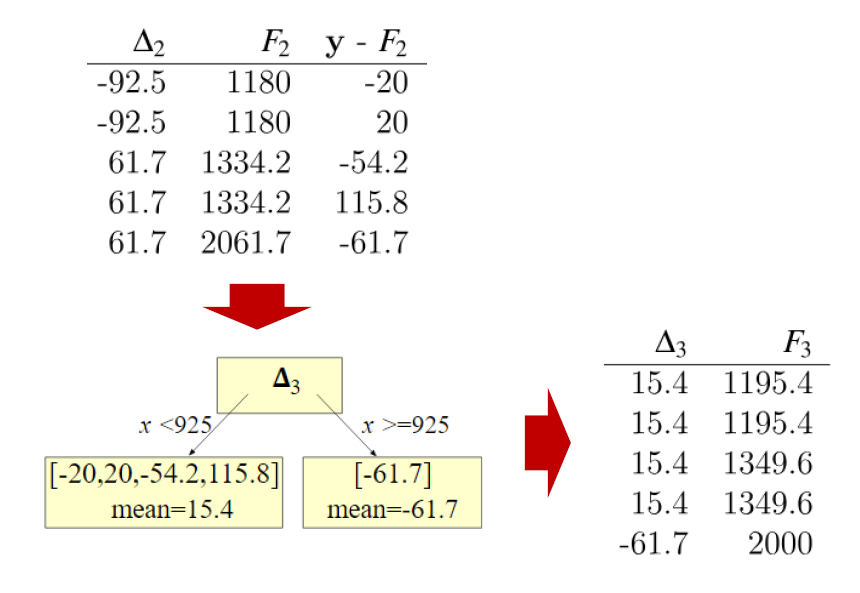 Δ₂ F₂ y - F₂
-92.5 1180 -20
-92.5 1180 20
61.7 1334.2 -54.2
61.7 1334.2 115.8
61.7 2061.7 -61.7
Δ₃
x <925 x >=925
[-20,20,-54.2,115.8] [-61.7]
mean=15.4 mean=-61.7
Δ₃ F₃
15.4 1195.4
15.4 1195.4
15.4 1349.6
15.4 1349.6
-61.7 2000